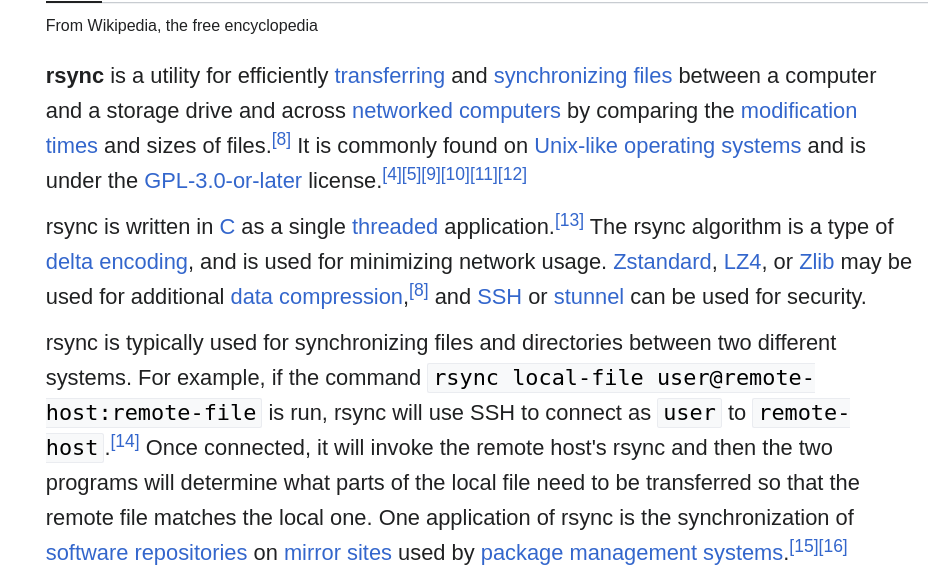 From Wikipedia, the free encyclopedia
rsync is a utility for efficiently transferring and synchronizing files between a computer
and a storage drive and across networked computers by comparing the modification
times and sizes of files.[8] It is commonly found on Unix-like operating systems and is
under the GPL-3.0-or-later license.[4][5][9][10][11][12]
rsync is written in C as a single threaded application.[13] The rsync algorithm is a type of
delta encoding, and is used for minimizing network usage. Zstandard, LZ4, or Zlib may be
used for additional data compression,[8] and SSH or stunnel can be used for security.
rsync is typically used for synchronizing files and directories between two different
systems. For example, if the command rsync local-file user@remote-
host:remote-file is run, rsync will use SSH to connect as user to remote-
host.[14] Once connected, it will invoke the remote host's rsync and then the two
programs will determine what parts of the local file need to be transferred so that the
remote file matches the local one. One application of rsync is the synchronization of
software repositories on mirror sites used by package management systems.[15][16]